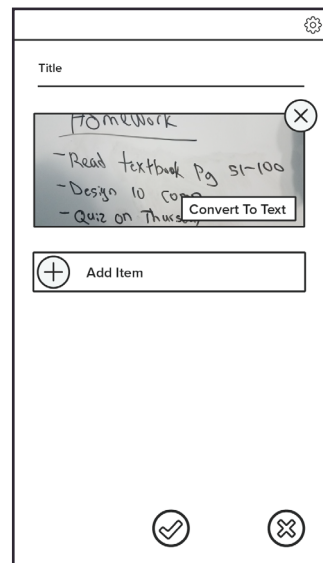 Title
Homework
- Read textbook Pg 51-100
- Design 10
- Quiz on
Convert To Text
Add Item